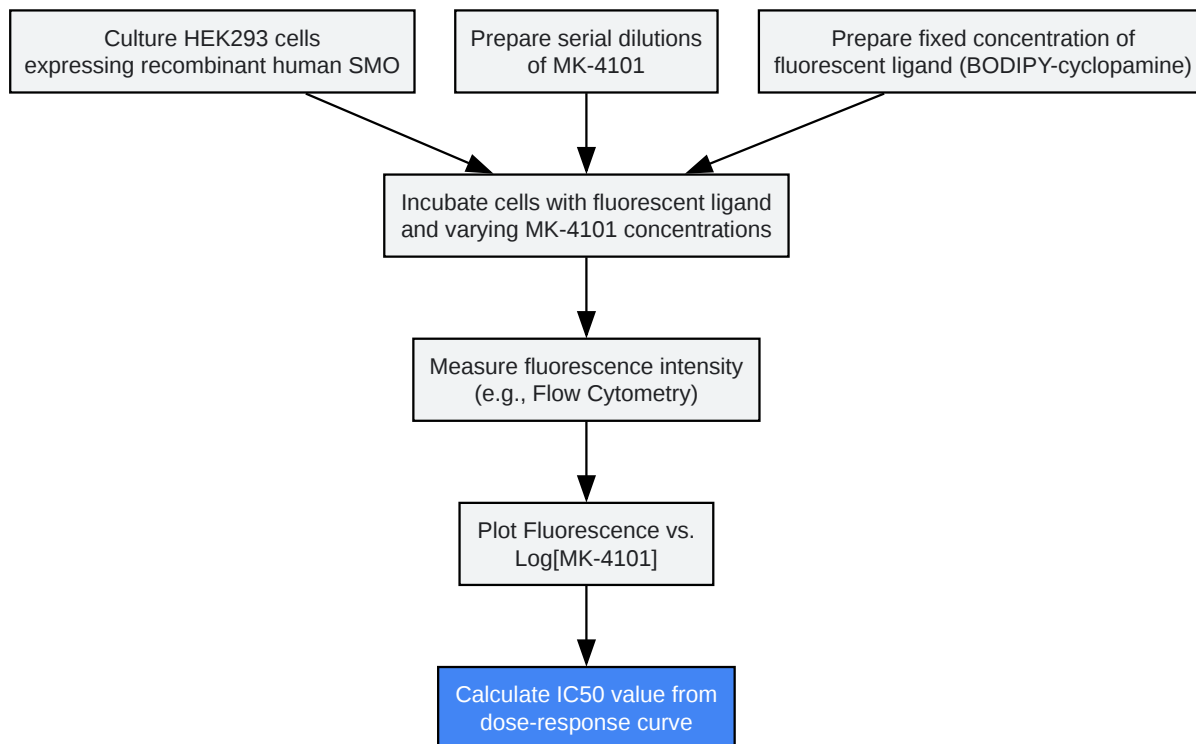 Culture HEK293 cells
expressing recombinant human SMO
Prepare serial dilutions
of MK-4101
Prepare fixed concentration of
fluorescent ligand (BODIPY-cyclopamine)
Incubate cells with fluorescent ligand
and varying MK-4101 concentrations
Measure fluorescence intensity
(e.g., Flow Cytometry)
Plot Fluorescence vs.
Log[MK-4101]
Calculate IC50 value from
dose-response curve